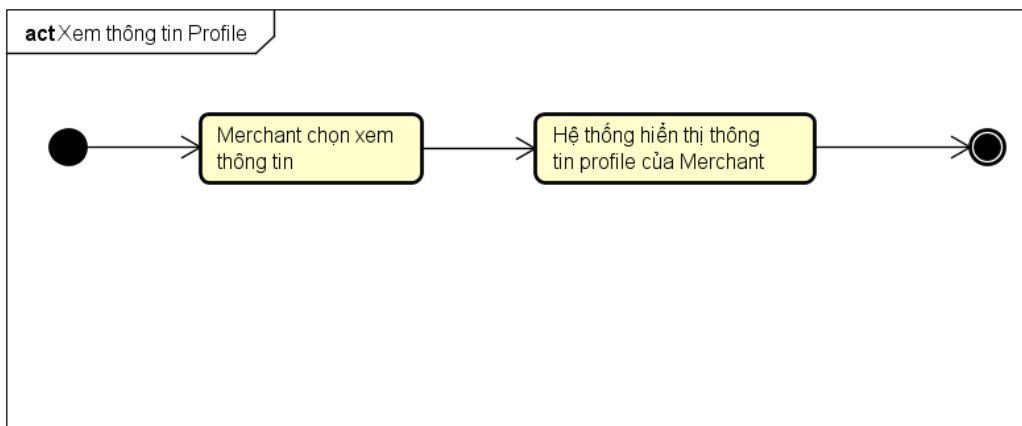 act Xem thông tin Profile
Merchant chọn xem
thông tin
Hệ thống hiển thị thông
tin profile của Merchant